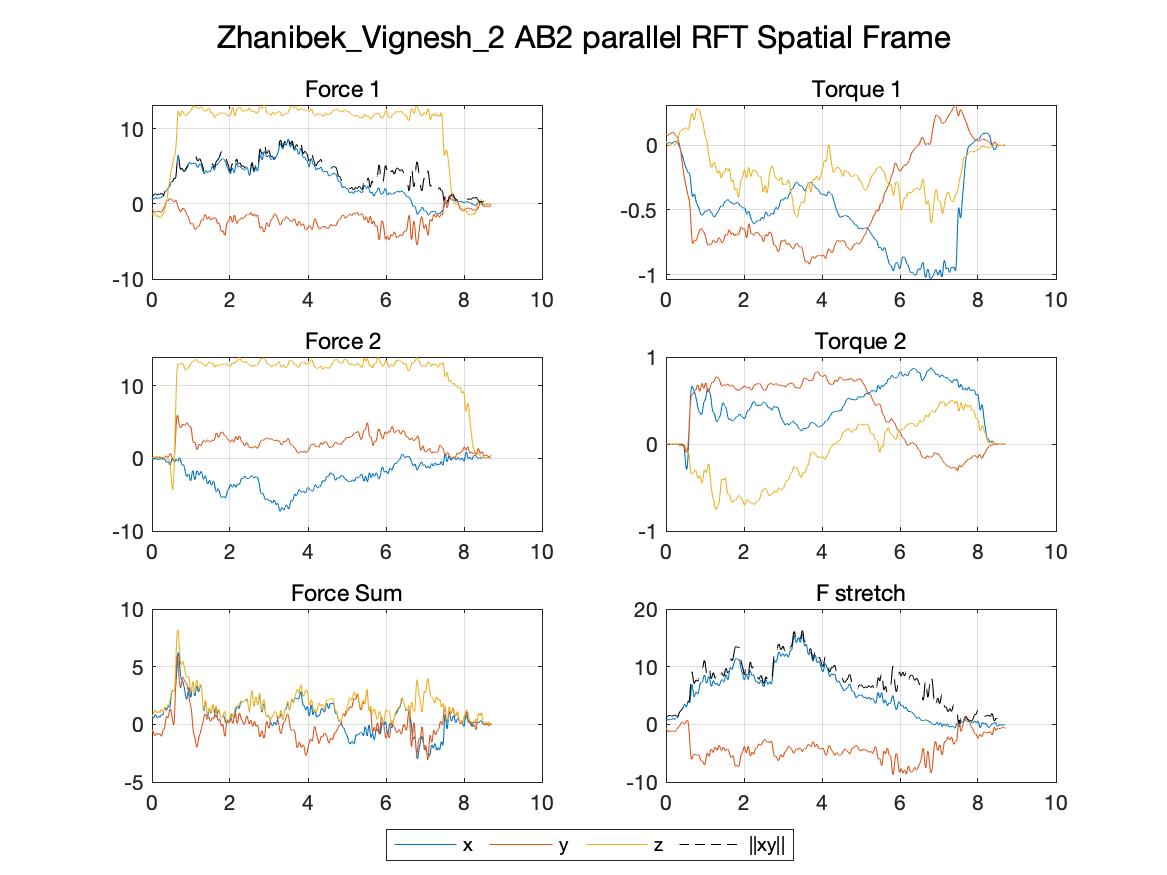 Zhanibek_Vignesh_2 AB2 parallel RFT Spatial Frame
Force 1
10
0
-10
0 2 4 6 8 10
Torque 1
0
-0.5
-1
0 2 4 6 8 10
Force 2
10
0
-10
0 2 4 6 8 10
Torque 2
1
0
-1
0 2 4 6 8 10
Force Sum
10
5
0
-5
0 2 4 6 8 10
F stretch
20
10
0
-10
0 2 4 6 8 10
x y z ||xy||